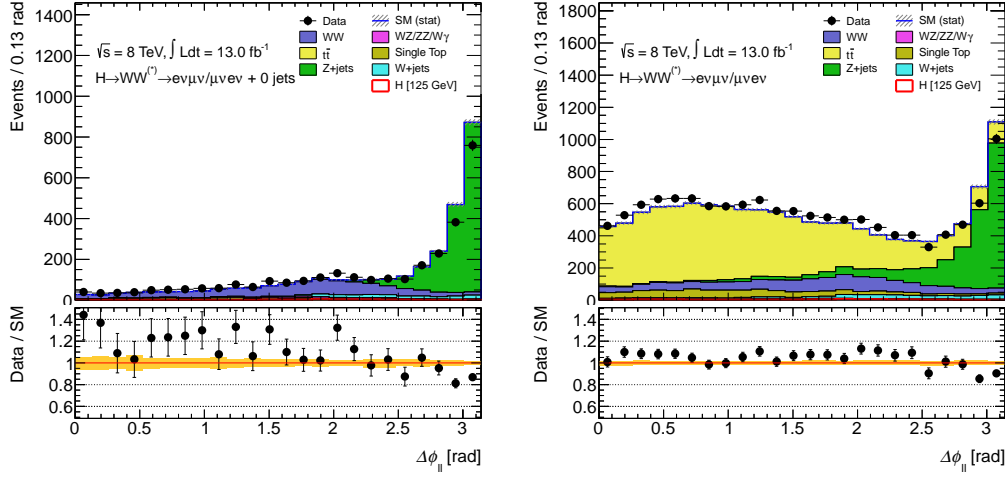 Events / 0.13 rad
1400
1200
1000
800
600
400
200
0
Data
SM (stat)
WW
WZ/ZZ/Wγ
tt̄
Single Top
Z+jets
W+jets
H [125 GeV]
√s = 8 TeV, ∫ Ldt = 13.0 fb⁻¹
H→WW⁽*⁾→eνμν/μνeν + 0 jets
Data / SM
1.4
1.2
1
0.8
0.6
0 0.5 1 1.5 2 2.5 3
Δϕll [rad]
Events / 0.13 rad
1800
1600
1400
1200
1000
800
600
400
200
0
Data
SM (stat)
WW
WZ/ZZ/Wγ
tt̄
Single Top
Z+jets
W+jets
H [125 GeV]
√s = 8 TeV, ∫ Ldt = 13.0 fb⁻¹
H→WW⁽*⁾→eνμν/μνeν
Data / SM
1.4
1.2
1
0.8
0.6
0 0.5 1 1.5 2 2.5 3
Δϕll [rad]